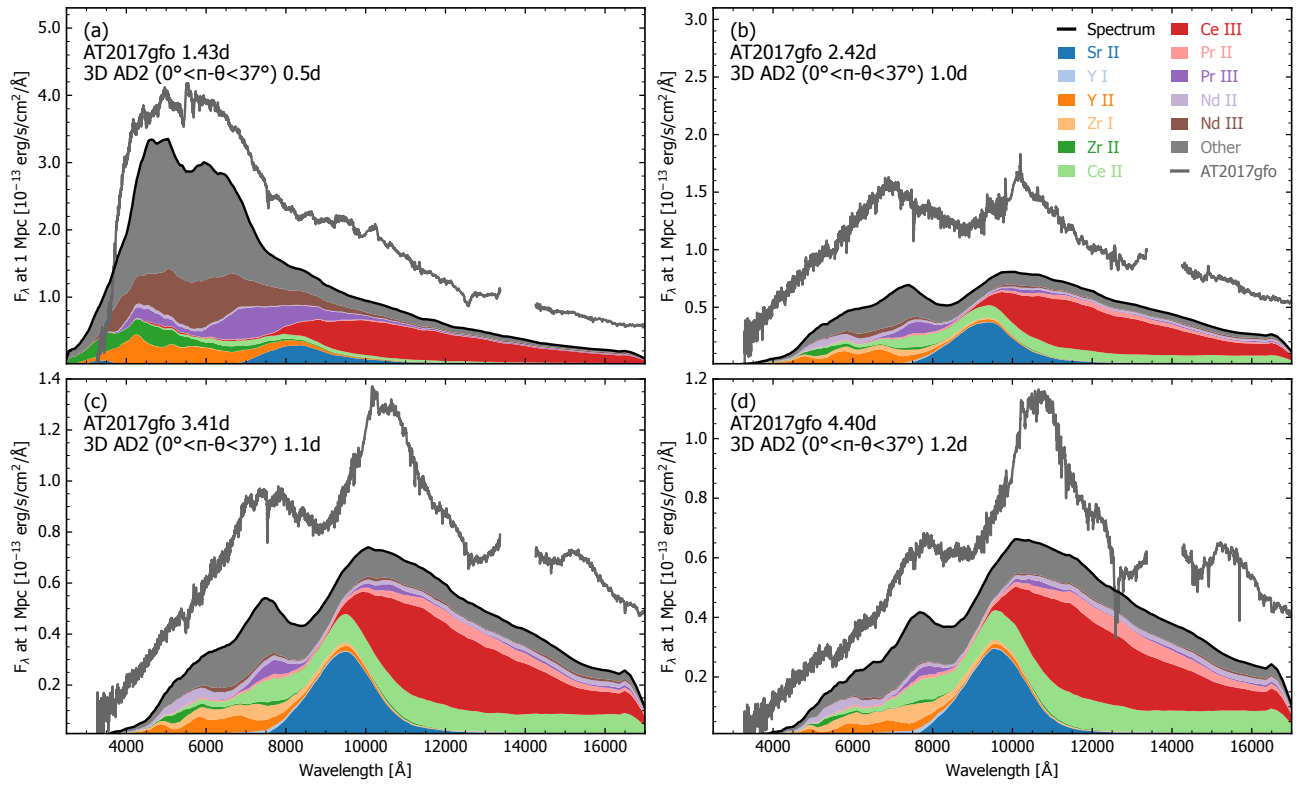 (a)
AT2017gfo 1.43d
3D AD2 (0°<π-θ<37°) 0.5d
5.0
4.0
3.0
2.0
1.0
F_λ at 1 Mpc [10^−13 erg/s/cm²/Å]
(b)
AT2017gfo 2.42d
3D AD2 (0°<π-θ<37°) 1.0d
3.0
2.5
2.0
1.5
1.0
0.5
F_λ at 1 Mpc [10^−13 erg/s/cm²/Å]
Spectrum
Sr II
Y I
Y II
Zr I
Zr II
Ce II
Ce III
Pr II
Pr III
Nd II
Nd III
Other
AT2017gfo
(c)
AT2017gfo 3.41d
3D AD2 (0°<π-θ<37°) 1.1d
1.4
1.2
1.0
0.8
0.6
0.4
0.2
F_λ at 1 Mpc [10^−13 erg/s/cm²/Å]
4000 6000 8000 10000 12000 14000 16000
Wavelength [Å]
(d)
AT2017gfo 4.40d
3D AD2 (0°<π-θ<37°) 1.2d
1.2
1.0
0.8
0.6
0.4
0.2
F_λ at 1 Mpc [10^−13 erg/s/cm²/Å]
4000 6000 8000 10000 12000 14000 16000
Wavelength [Å]